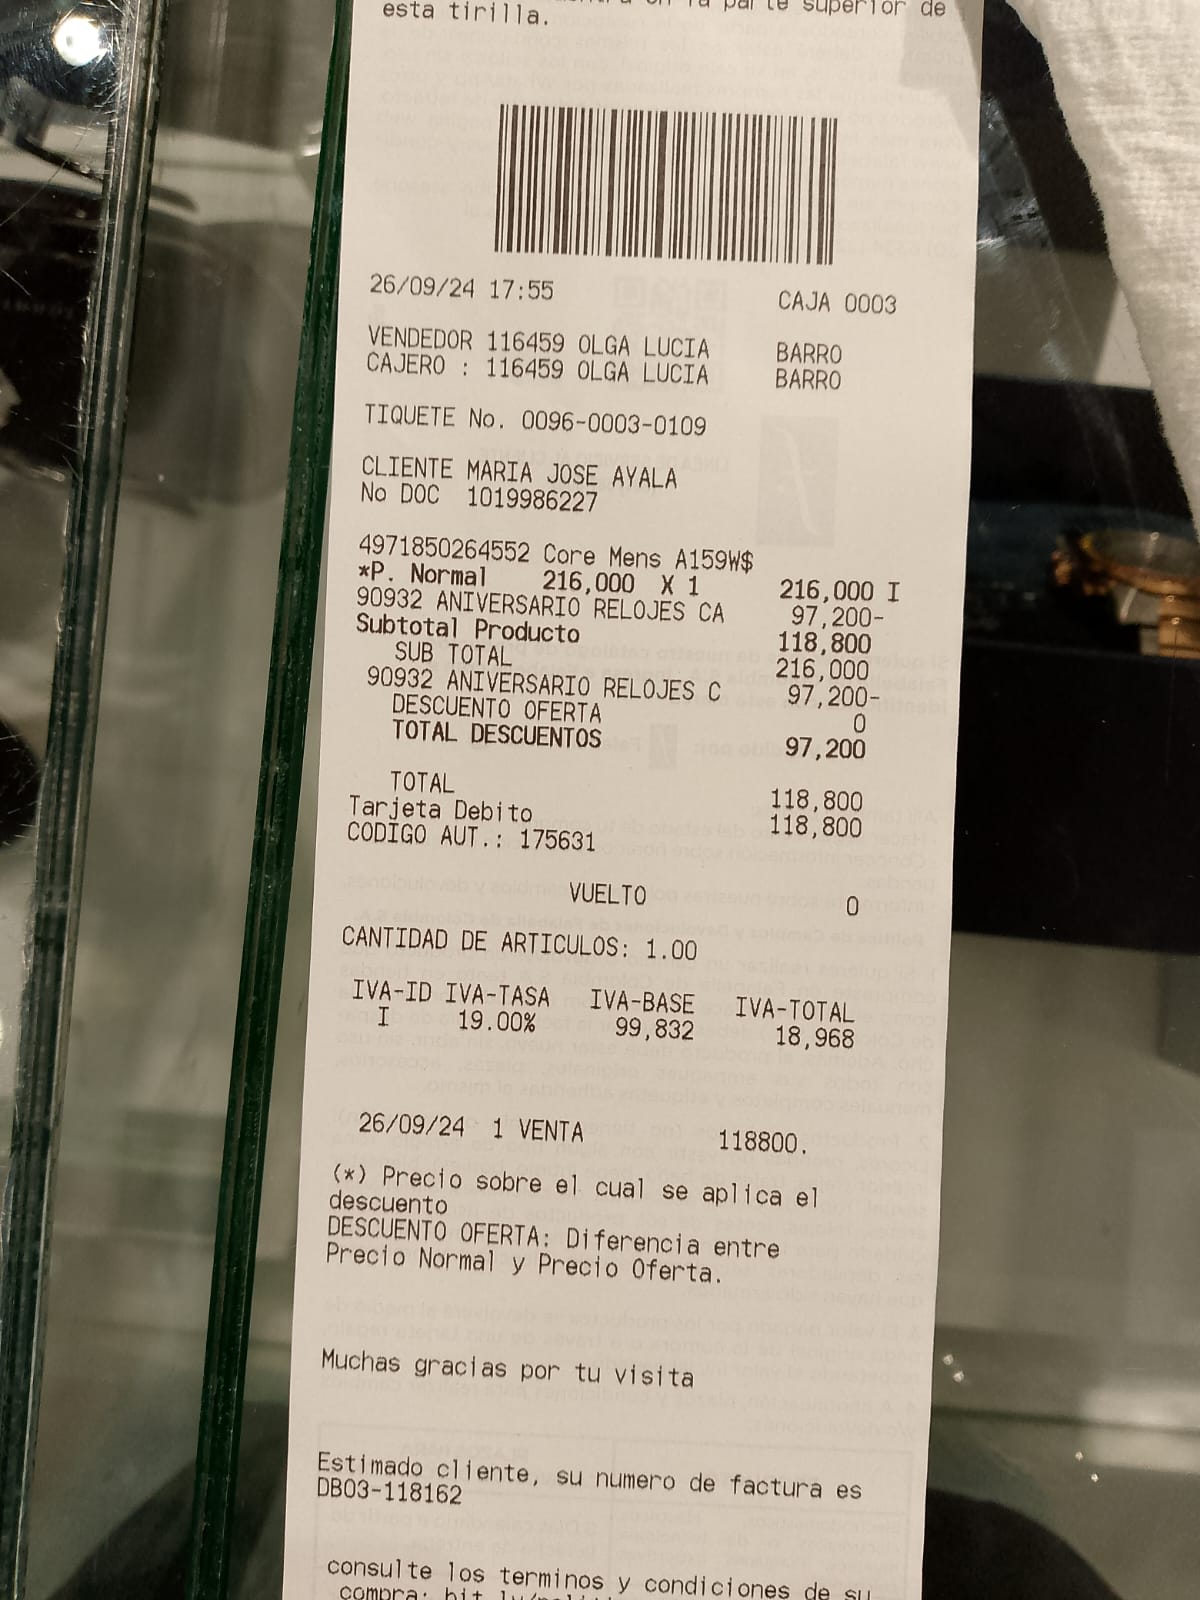 la parte superior de
esta tirilla.
26/09/24 17:55 CAJA 0003
VENDEDOR 116459 OLGA LUCIA BARRO
CAJERO : 116459 OLGA LUCIA BARRO
TIQUETE No. 0096-0003-0109
CLIENTE MARIA JOSE AYALA
No DOC 1019986227
4971850264552 Core Mens A159W$
*P. Normal 216,000 X 1 216,000 I
90932 ANIVERSARIO RELOJES CA 97,200-
Subtotal Producto 118,800
SUB TOTAL 216,000
90932 ANIVERSARIO RELOJES C 97,200-
DESCUENTO OFERTA 0
TOTAL DESCUENTOS 97,200
TOTAL 118,800
Tarjeta Debito 118,800
CODIGO AUT.: 175631
VUELTO 0
CANTIDAD DE ARTICULOS: 1.00
IVA-ID IVA-TASA IVA-BASE IVA-TOTAL
I 19.00% 99,832 18,968
26/09/24 1 VENTA 118800.
(*) Precio sobre el cual se aplica el
descuento
DESCUENTO OFERTA: Diferencia entre
Precio Normal y Precio Oferta.
Muchas gracias por tu visita
Estimado cliente, su numero de factura es
DB03-118162
consulte los terminos y condiciones de su
compra: